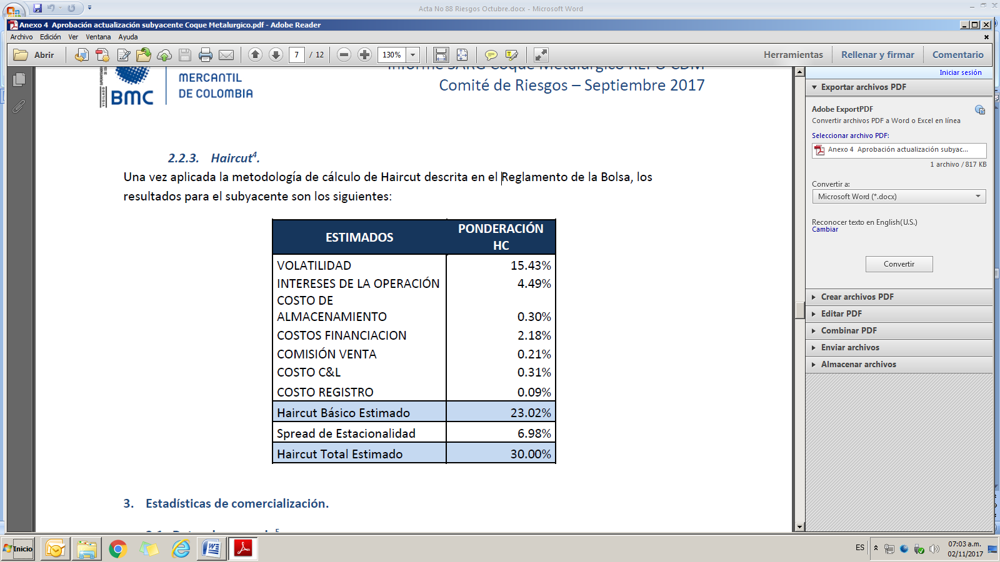 Acta No 88 Riesgos Octubre.docx - Microsoft Word
Anexo 4  Aprobación actualización subyacente Coque Metalurgico.pdf - Adobe Reader
Archivo Edición Ver Ventana Ayuda
Abrir
7 / 12
130%
Herramientas
Rellenar y firmar
Comentario
Informe SARG Coque Metalúrgico REPO CDM
Comité de Riesgos – Septiembre 2017
BMC
MERCANTIL
DE COLOMBIA
2.2.3. Haircut4.
Una vez aplicada la metodología de cálculo de Haircut descrita en el Reglamento de la Bolsa, los
resultados para el subyacente son los siguientes:
ESTIMADOS PONDERACIÓN
HC
VOLATILIDAD 15.43%
INTERESES DE LA OPERACIÓN 4.49%
COSTO DE
ALMACENAMIENTO 0.30%
COSTOS FINANCIACION 2.18%
COMISIÓN VENTA 0.21%
COSTO C&L 0.31%
COSTO REGISTRO 0.09%
Haircut Básico Estimado 23.02%
Spread de Estacionalidad 6.98%
Haircut Total Estimado 30.00%
3. Estadísticas de comercialización.
Iniciar sesión
Exportar archivos PDF
Adobe ExportPDF
Convertir archivos PDF a Word o Excel en línea
Seleccionar archivo PDF:
Anexo 4  Aprobación actualización subyac...
1 archivo / 817 KB
Convertir a:
Microsoft Word (*.docx)
Reconocer texto en English(U.S.)
Cambiar
Convertir
Crear archivos PDF
Editar PDF
Combinar PDF
Enviar archivos
Almacenar archivos
Inicio
ES
07:03 a.m.
02/11/2017